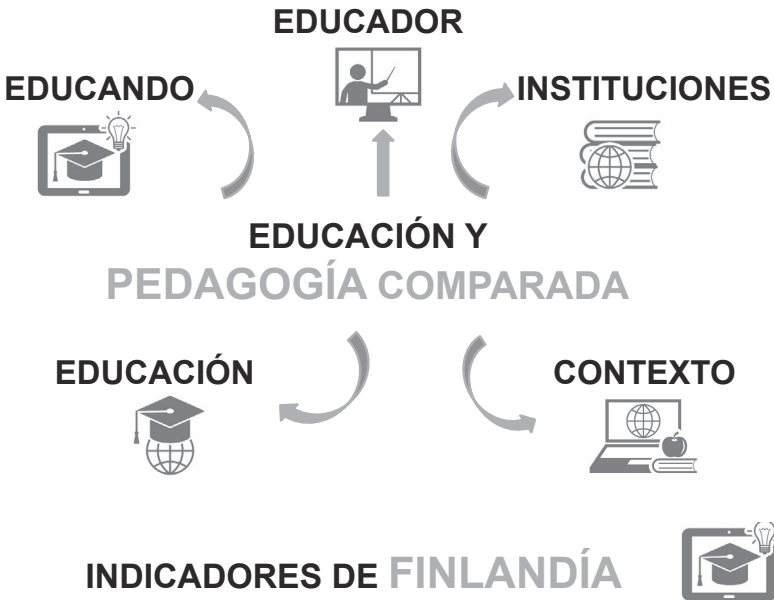 EDUCADOR
EDUCANDO
INSTITUCIONES
EDUCACIÓN Y
PEDAGOGÍA COMPARADA
EDUCACIÓN
CONTEXTO
INDICADORES DE FINLANDÍA